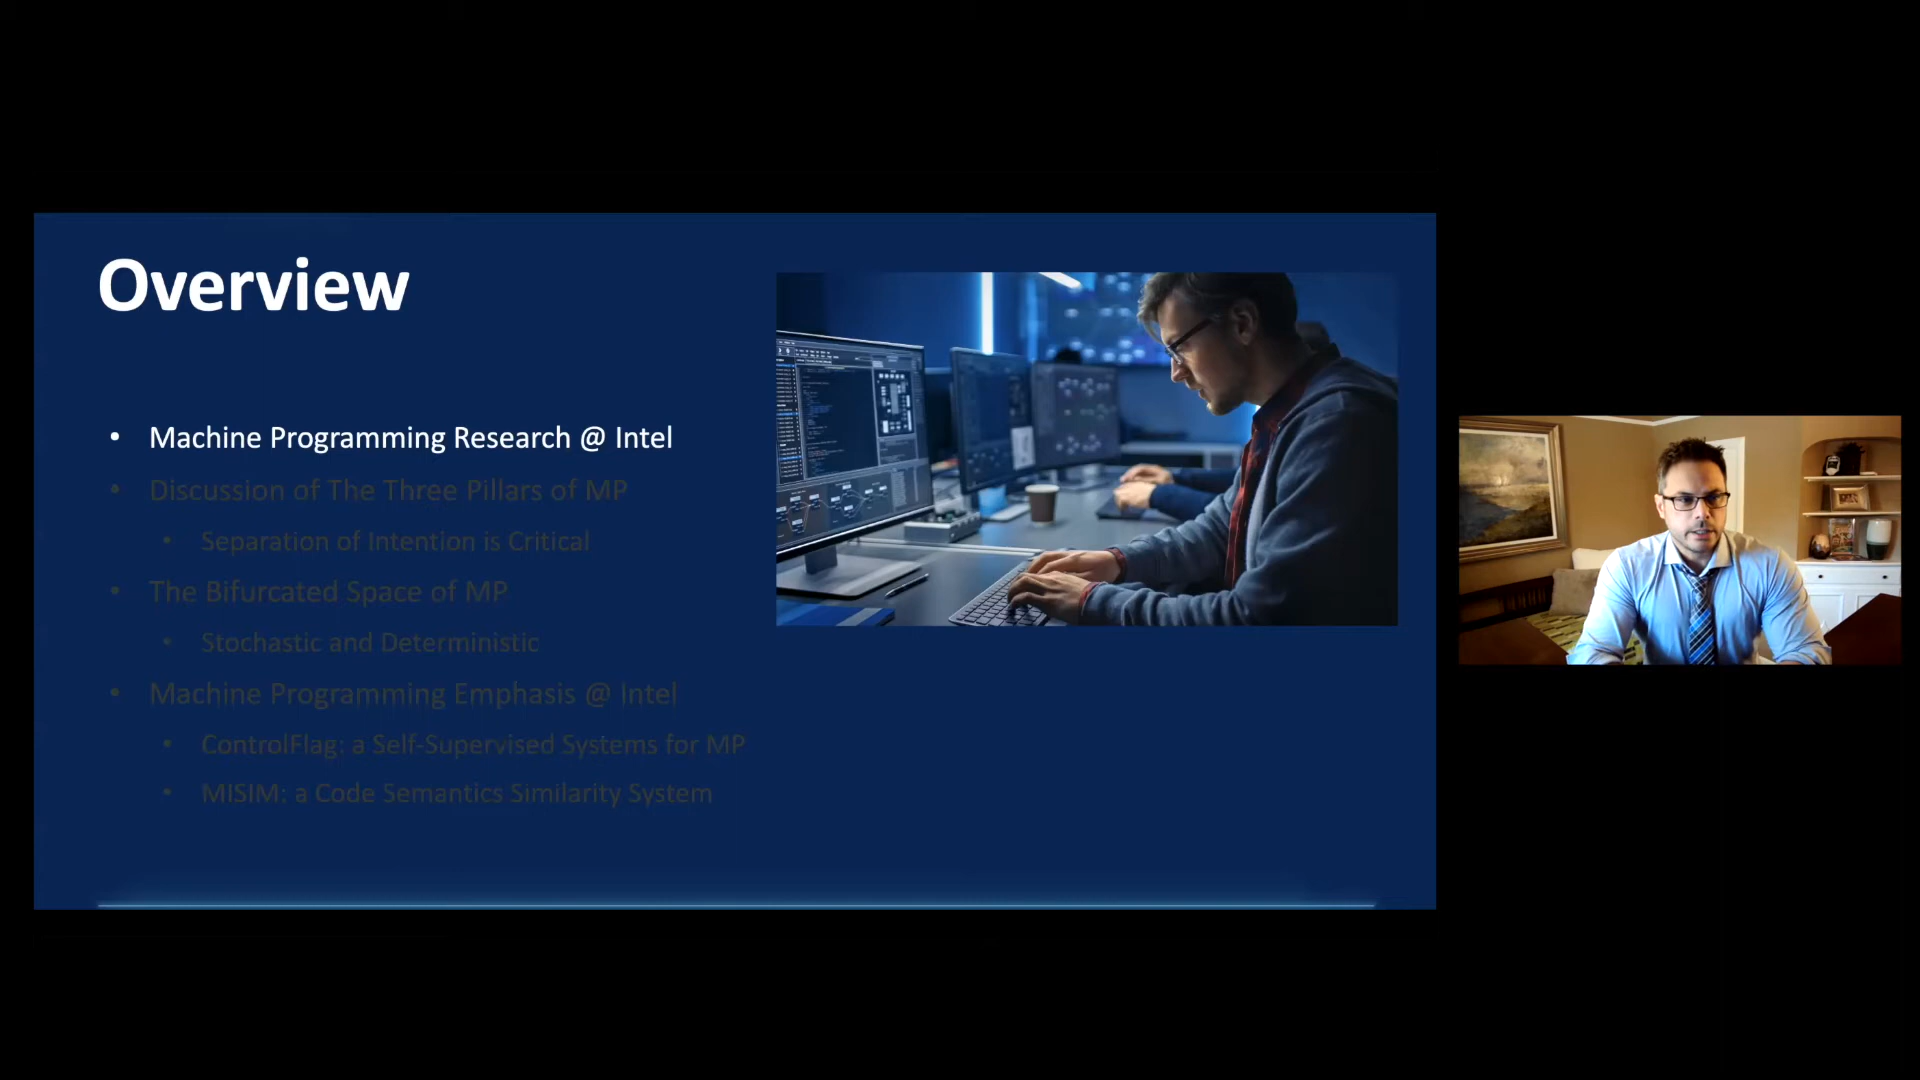 Overview
• Machine Programming Research @ Intel
• Discussion of The Three Pillars of MP
• Separation of Intention is Critical
• The Bifurcated Space of MP
• Stochastic and Deterministic
• Machine Programming Emphasis @ Intel
• ControlFlag: a Self-Supervised Systems for MP
• MISIM: a Code Semantics Similarity System